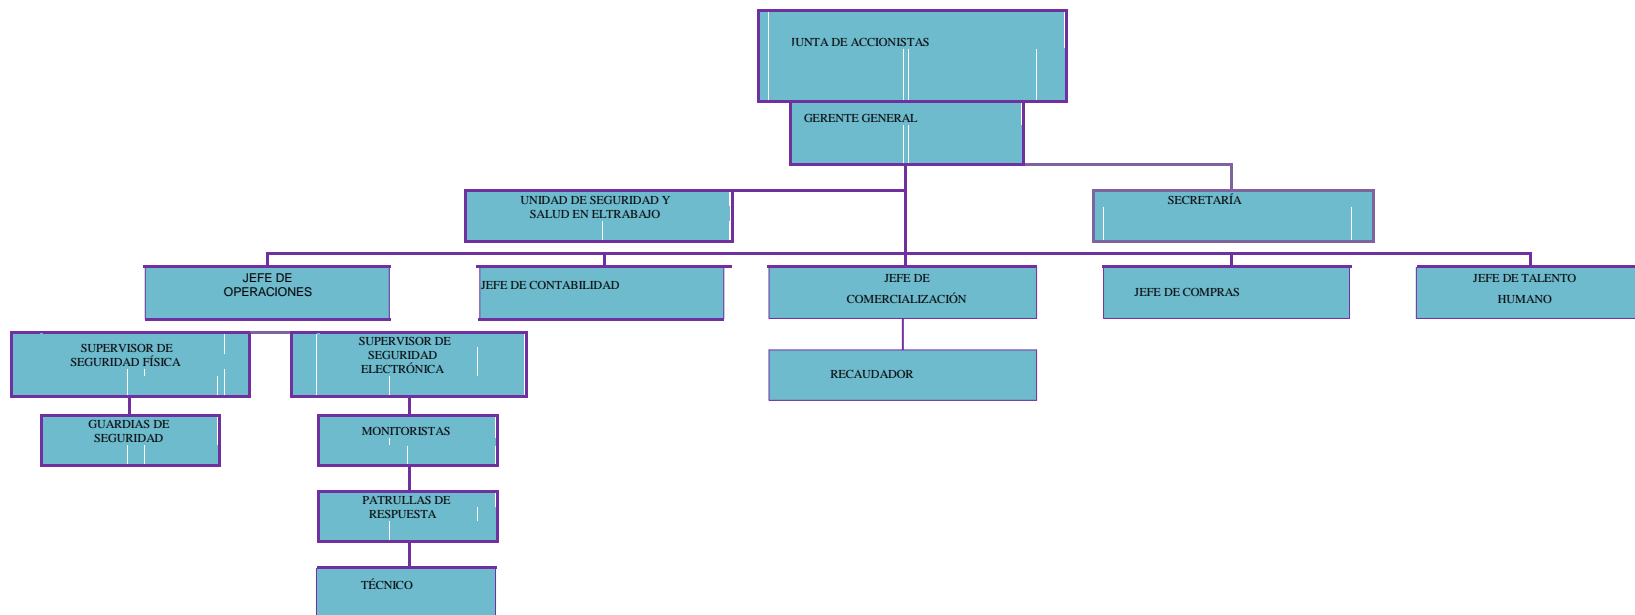 JUNTA DE ACCIONISTAS
GERENTE GENERAL
UNIDAD DE SEGURIDAD Y
SALUD EN ELTRABAJO
SECRETARÍA
JEFE DE
OPERACIONES
JEFE DE CONTABILIDAD
JEFE DE
COMERCIALIZACIÓN
JEFE DE COMPRAS
JEFE DE TALENTO
HUMANO
SUPERVISOR DE
SEGURIDAD FÍSICA
SUPERVISOR DE
SEGURIDAD
ELECTRÓNICA
RECAUDADOR
GUARDIAS DE
SEGURIDAD
MONITORISTAS
PATRULLAS DE
RESPUESTA
TÉCNICO